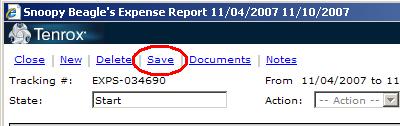 Snoopy Beagle's Expense Report 11/04/2007 11/10/2007
Tenrox
Close | New | Delete | Save | Documents | Notes
Tracking #: EXPS-034690 From 11/04/2007 to 11
State: Start Action: -- Action --